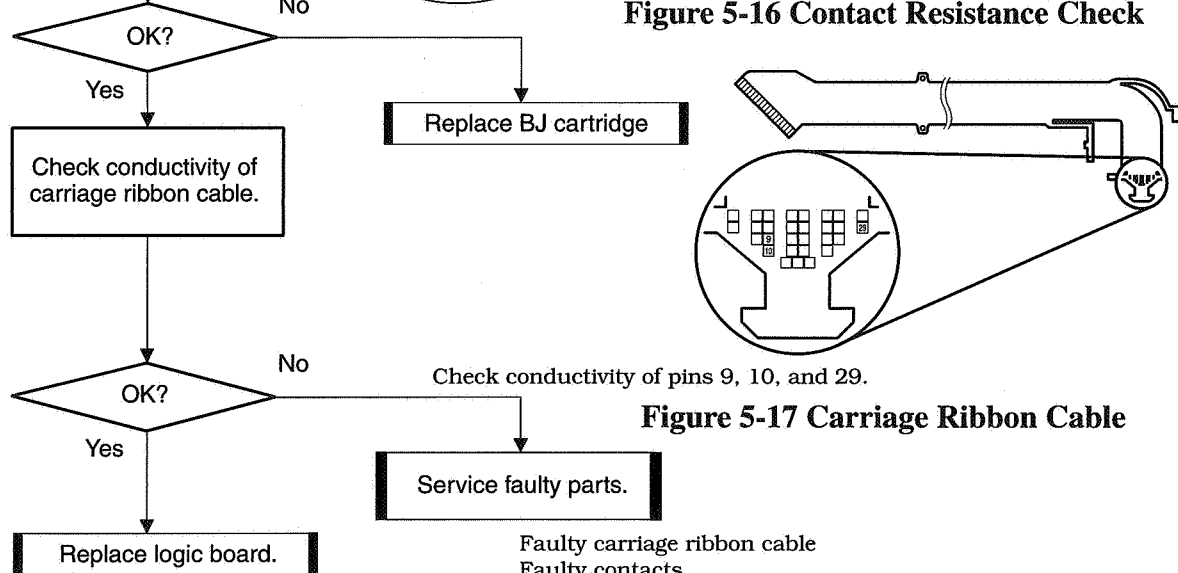 No
Figure 5-16 Contact Resistance Check
OK?
Yes
Replace BJ cartridge
Check conductivity of
carriage ribbon cable.
9
10
29
No
Check conductivity of pins 9, 10, and 29.
OK?
Figure 5-17 Carriage Ribbon Cable
Yes
Service faulty parts.
Replace logic board.
Faulty carriage ribbon cable
Faulty contacts